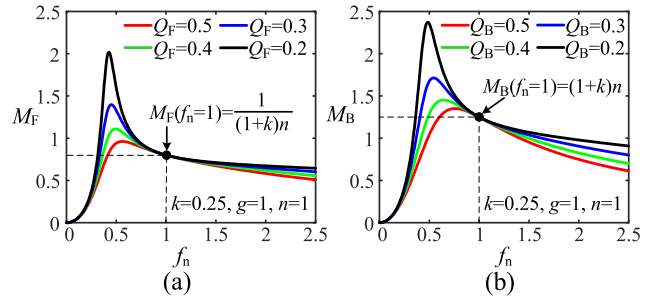 2.5
2
1.5
1
0.5
0
M_F
Q_F=0.5
Q_F=0.3
Q_F=0.4
Q_F=0.2
M_F(f_n=1)=1/(1+k)n
k=0.25, g=1, n=1
0 0.5 1 1.5 2 2.5
f_n
(a)
2.5
2
1.5
1
0.5
0
M_B
Q_B=0.5
Q_B=0.3
Q_B=0.4
Q_B=0.2
M_B(f_n=1)=(1+k)n
k=0.25, g=1, n=1
0 0.5 1 1.5 2 2.5
f_n
(b)